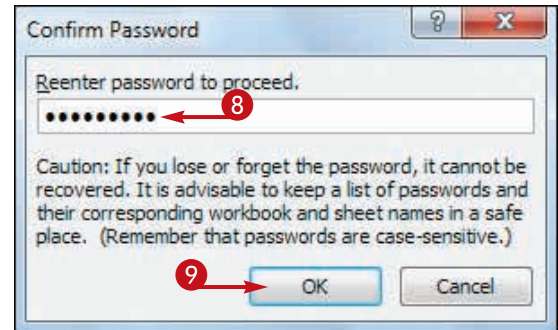 Confirm Password
?
Reenter password to proceed.
••••••••• 8
Caution: If you lose or forget the password, it cannot be
recovered. It is advisable to keep a list of passwords and
their corresponding workbook and sheet names in a safe
place. (Remember that passwords are case-sensitive.)
9 OK Cancel